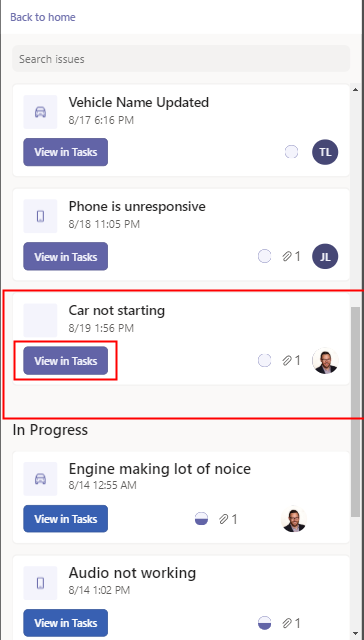 Back to home
Search issues
Vehicle Name Updated
8/17 6:16 PM
View in Tasks
TL
Phone is unresponsive
8/18 11:05 PM
View in Tasks
1
JL
Car not starting
8/19 1:56 PM
View in Tasks
1
In Progress
Engine making lot of noice
8/14 12:55 AM
View in Tasks
1
Audio not working
8/14 1:02 PM
View in Tasks
1